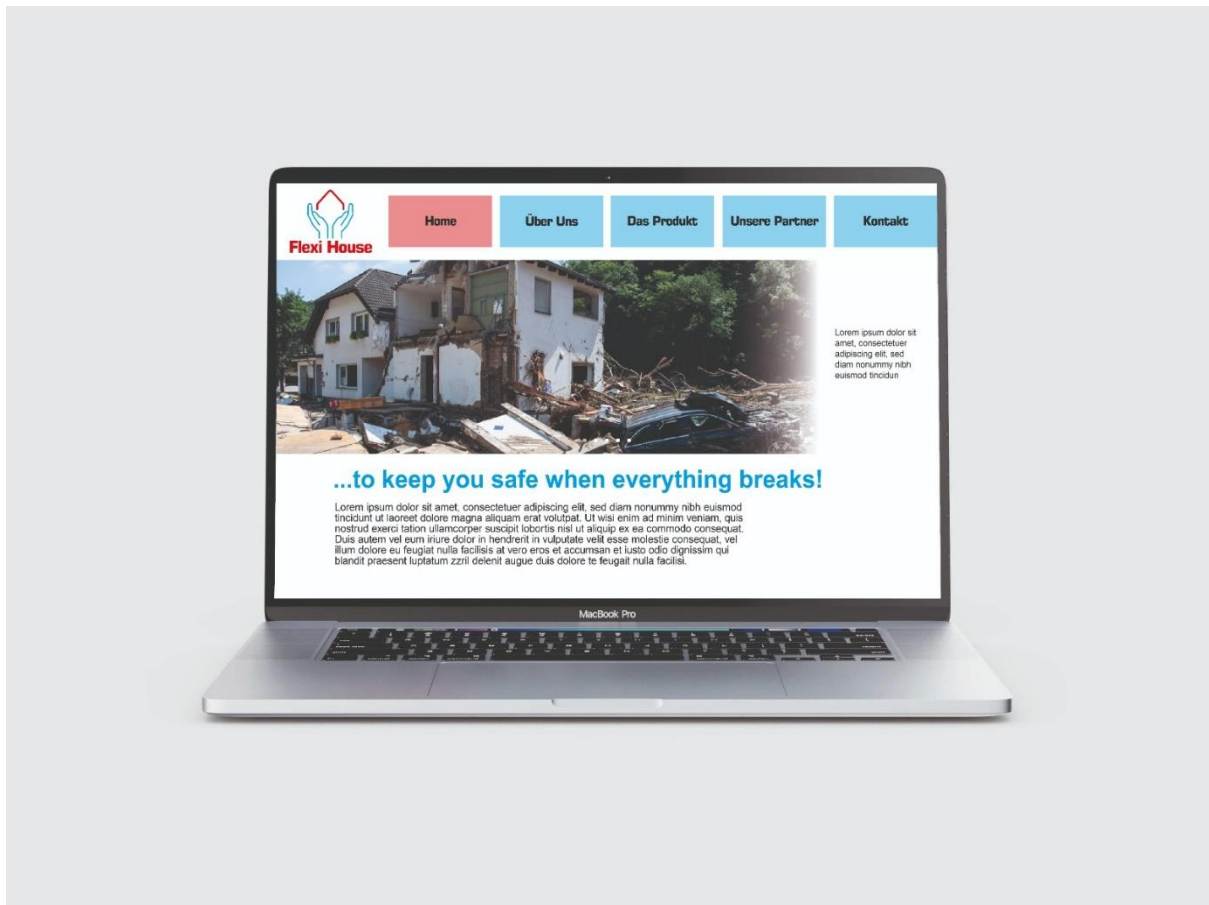 Flexi House
Home
Über Uns
Das Produkt
Unsere Partner
Kontakt
Lorem ipsum dolor sit
amet, consectetuer
adipiscing elit, sed
diam nonummy nibh
euismod tincidun
...to keep you safe when everything breaks!
Lorem ipsum dolor sit amet, consectetuer adipiscing elit, sed diam nonummy nibh euismod
tincidunt ut laoreet dolore magna aliquam erat volutpat. Ut wisi enim ad minim veniam, quis
nostrud exerci tation ullamcorper suscipit lobortis nisl ut aliquip ex ea commodo consequat.
Duis autem vel eum iriure dolor in hendrerit in vulputate velit esse molestie consequat, vel
illum dolore eu feugiat nulla facilisis at vero eros et accumsan et iusto odio dignissim qui
blandit praesent luptatum zzril delenit augue duis dolore te feugait nulla facilisi.
MacBook Pro